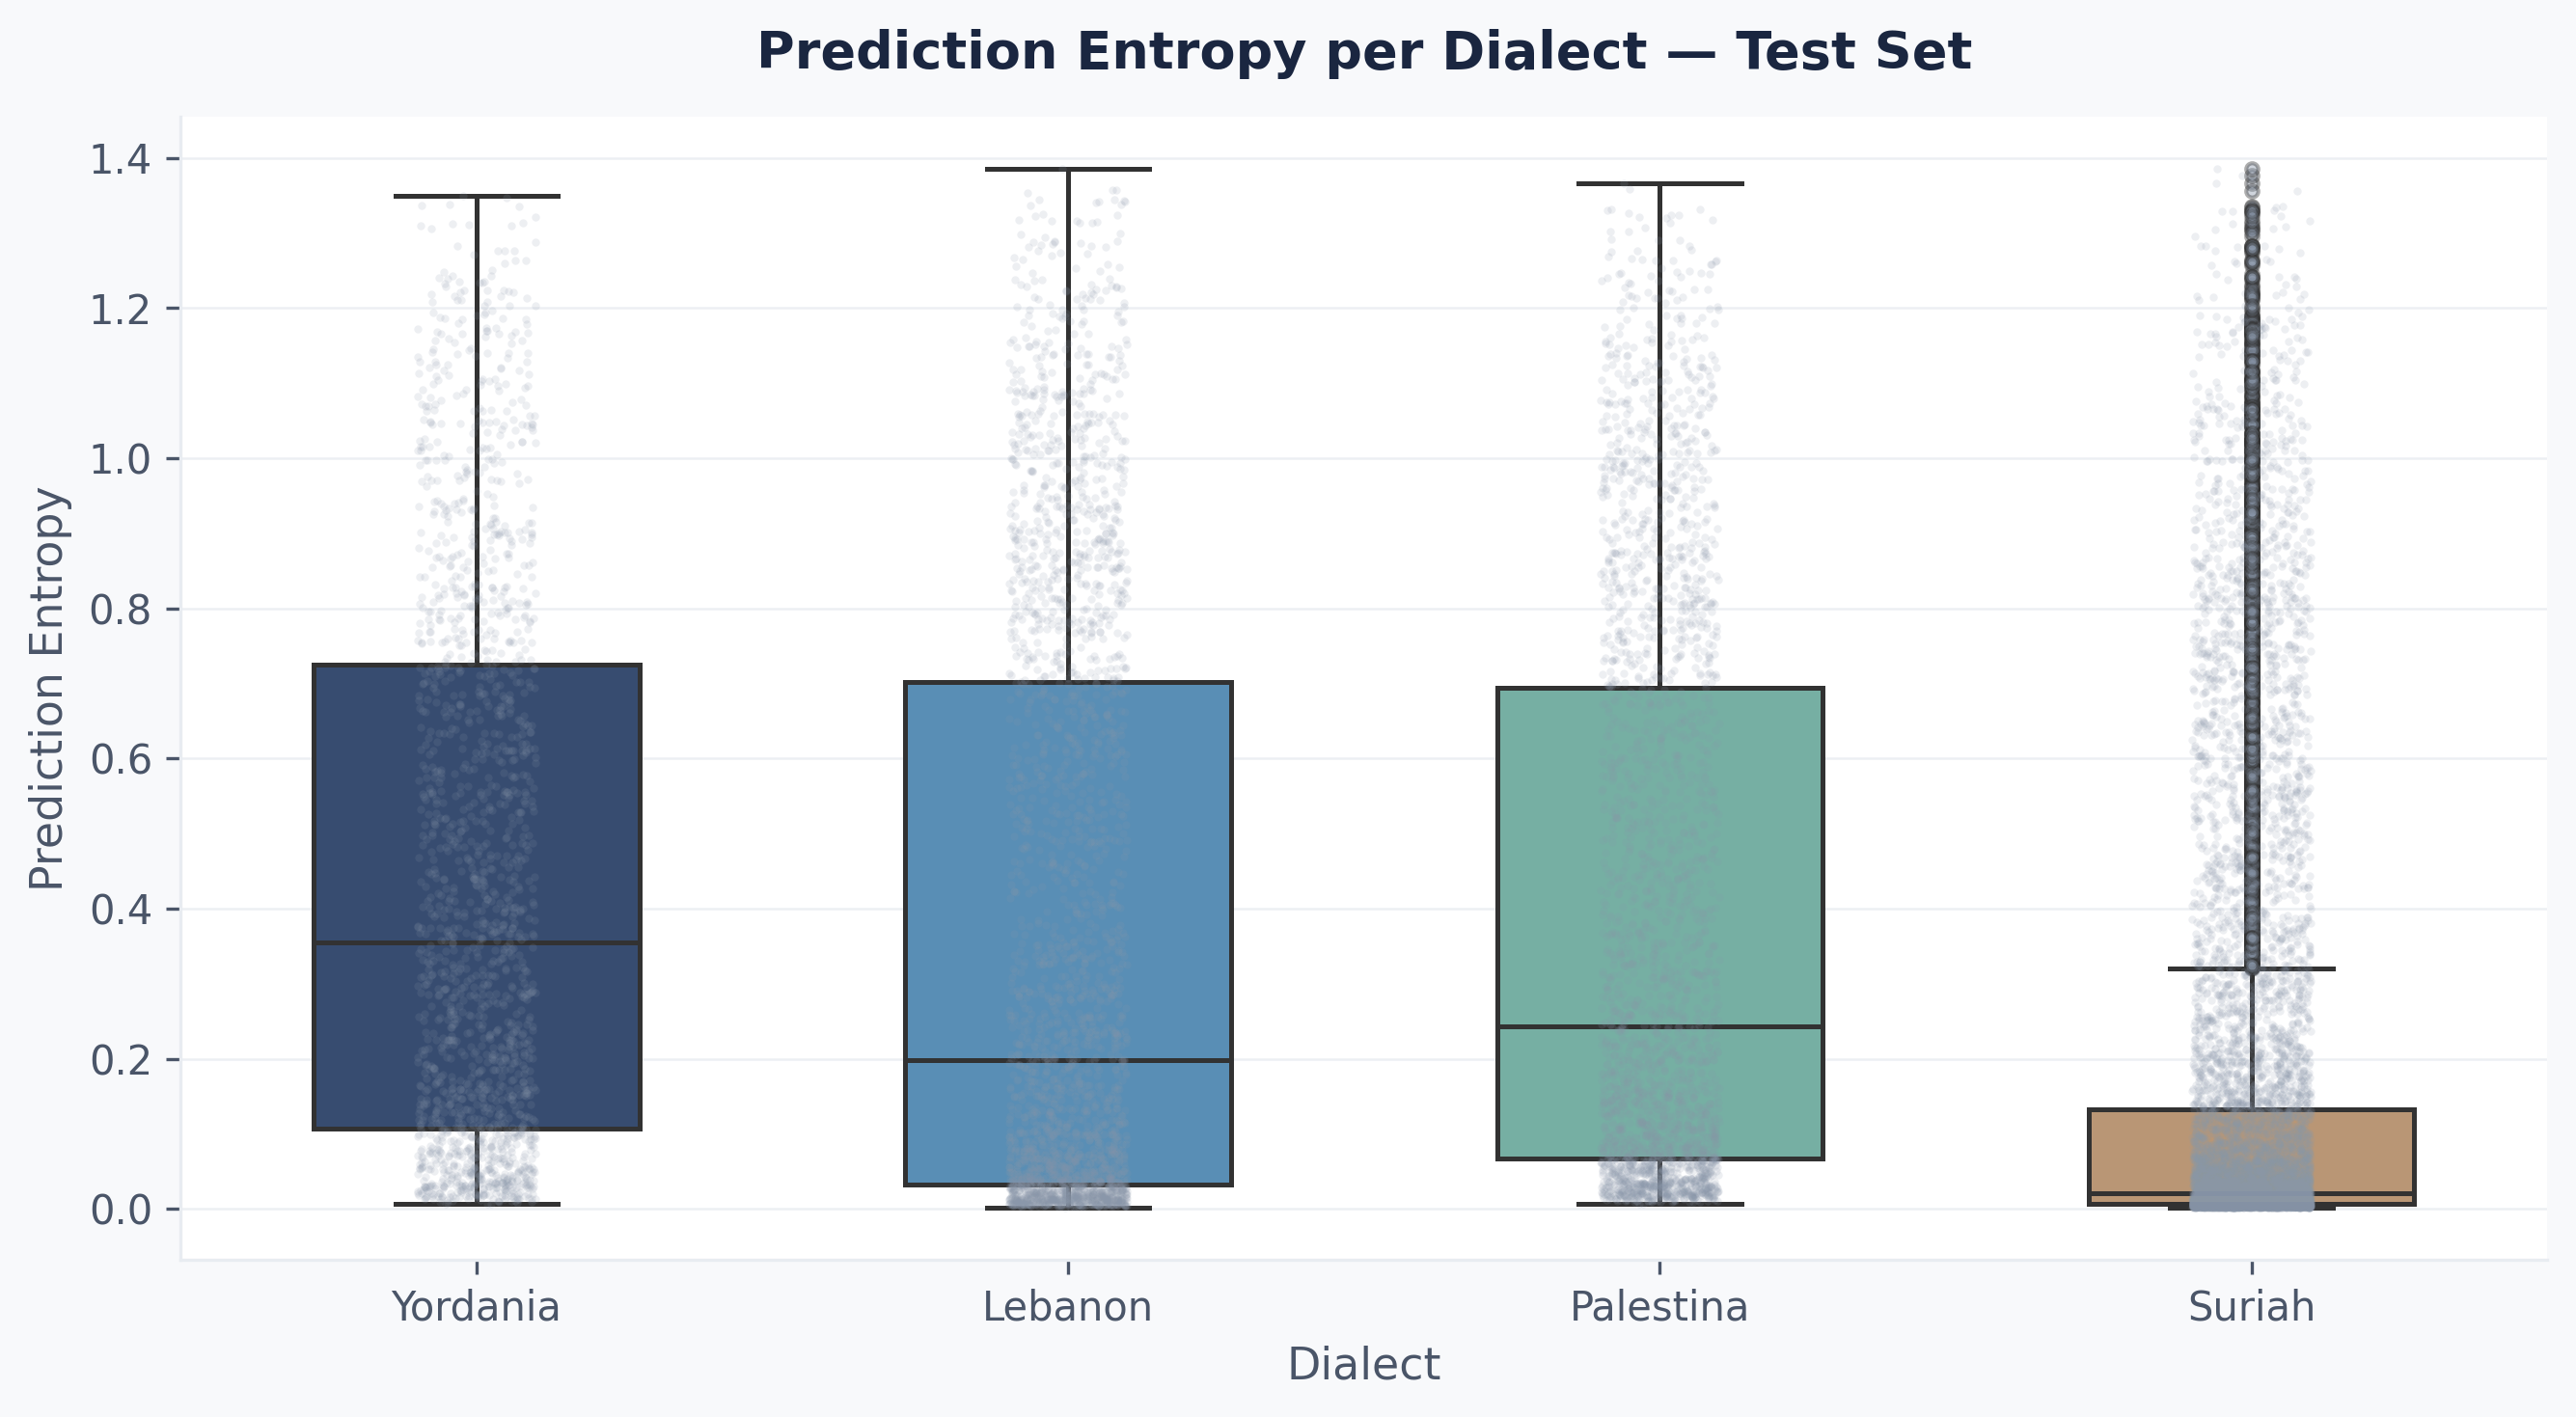 Prediction Entropy per Dialect — Test Set
Prediction Entropy
1.4
1.2
1.0
0.8
0.6
0.4
0.2
0.0
Yordania
Lebanon
Palestina
Suriah
Dialect